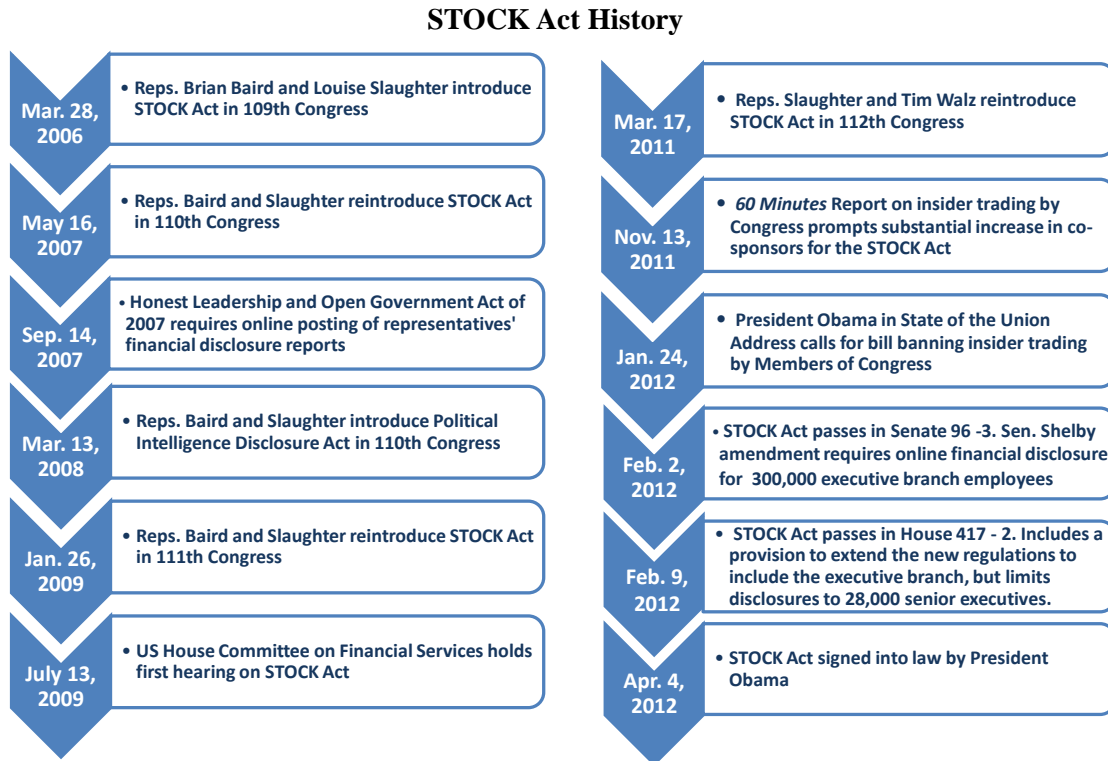 STOCK Act History
Mar. 28,
2006
• Reps. Brian Baird and Louise Slaughter introduce
STOCK Act in 109th Congress
May 16,
2007
• Reps. Baird and Slaughter reintroduce STOCK Act
in 110th Congress
Sep. 14,
2007
• Honest Leadership and Open Government Act of
2007 requires online posting of representatives'
financial disclosure reports
Mar. 13,
2008
• Reps. Baird and Slaughter introduce Political
Intelligence Disclosure Act in 110th Congress
Jan. 26,
2009
• Reps. Baird and Slaughter reintroduce STOCK Act
in 111th Congress
July 13,
2009
• US House Committee on Financial Services holds
first hearing on STOCK Act
Mar. 17,
2011
• Reps. Slaughter and Tim Walz reintroduce
STOCK Act in 112th Congress
Nov. 13,
2011
• 60 Minutes Report on insider trading by
Congress prompts substantial increase in co-
sponsors for the STOCK Act
Jan. 24,
2012
• President Obama in State of the Union
Address calls for bill banning insider trading
by Members of Congress
Feb. 2,
2012
• STOCK Act passes in Senate 96 -3. Sen. Shelby
amendment requires online financial disclosure
for 300,000 executive branch employees
Feb. 9,
2012
• STOCK Act passes in House 417 - 2. Includes a
provision to extend the new regulations to
include the executive branch, but limits
disclosures to 28,000 senior executives.
Apr. 4,
2012
• STOCK Act signed into law by President
Obama